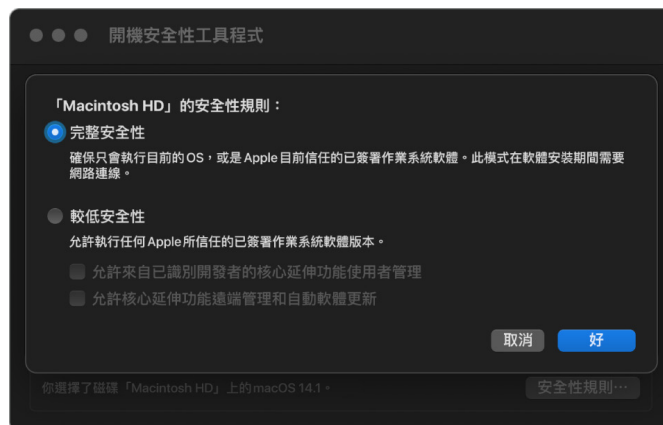 開機安全性工具程式
「Macintosh HD」的安全性規則：
完整安全性
確保只會執行目前的OS，或是Apple目前信任的已簽署作業系統軟體。此模式在軟體安裝期間需要
網路連線。
較低安全性
允許執行任何Apple所信任的已簽署作業系統軟體版本。
允許來自已識別開發者的核心延伸功能使用者管理
允許核心延伸功能遠端管理和自動軟體更新
取消
好
你選擇了磁碟「Macintosh HD」上的macOS 14.1。
安全性規則⋯